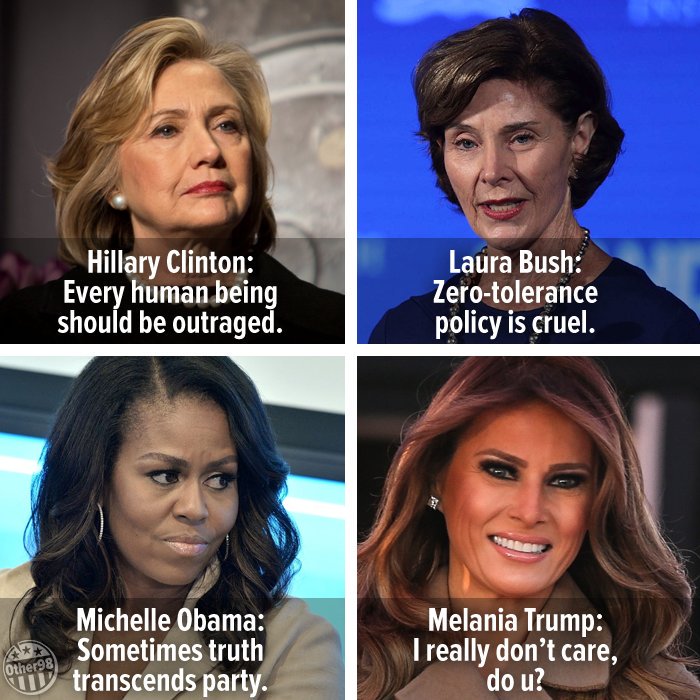 Hillary Clinton:
Every human being
should be outraged.
Laura Bush:
Zero-tolerance
policy is cruel.
Michelle Obama:
Sometimes truth
transcends party.
Other98
Melania Trump:
I really don't care,
do u?